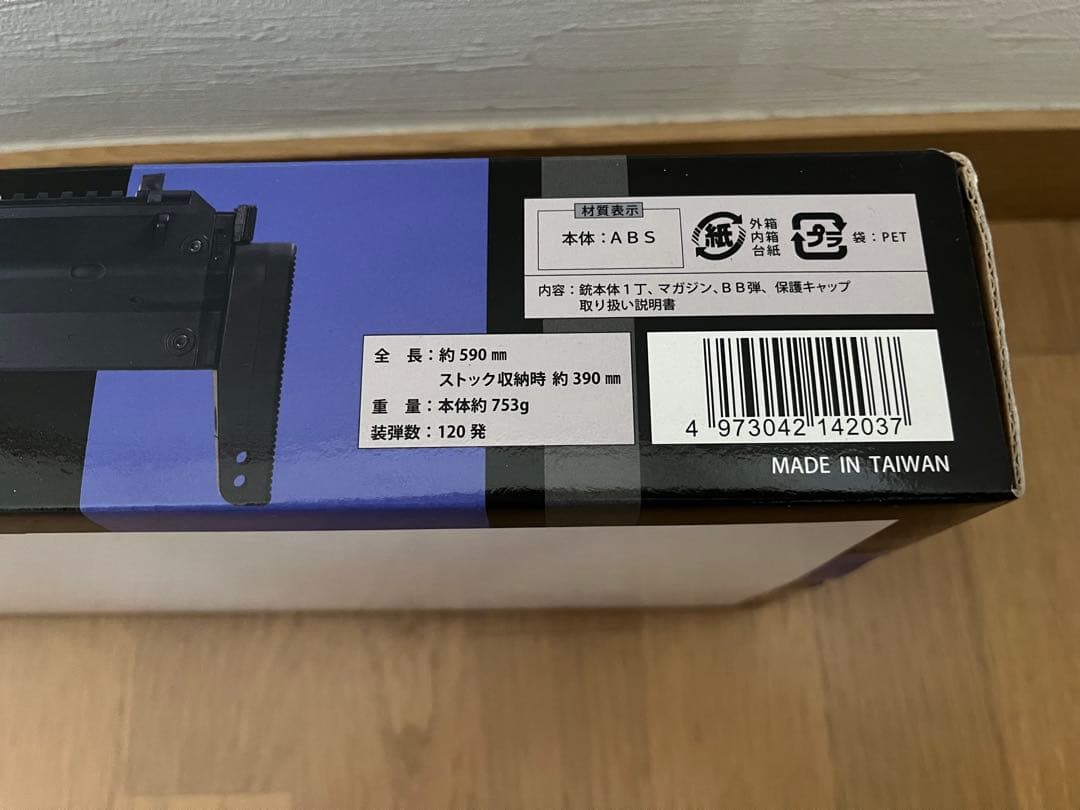 材質表示
本体：ＡＢＳ
紙
外箱
内箱
台紙
プラ
袋：PET
内容：銃本体１丁、マガジン、ＢＢ弾、保護キャップ
取り扱い説明書
全　長：約 590 ㎜
ストック収納時 約 390 ㎜
重　量：本体約 753g
装弾数：120 発
4 973042 142037
MADE IN TAIWAN